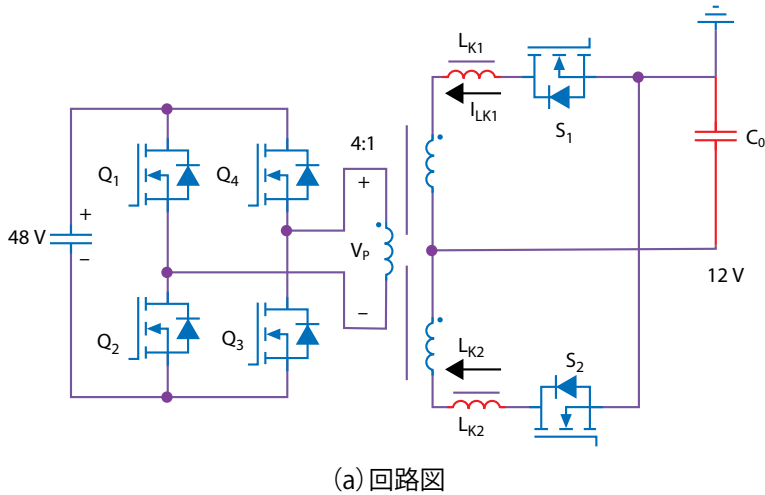 LK1
ILK1
S1
C0
4:1
Q1
Q4
+
+
48 V
VP
–
12 V
–
Q2
Q3
LK2
S2
LK2
(a)回路図